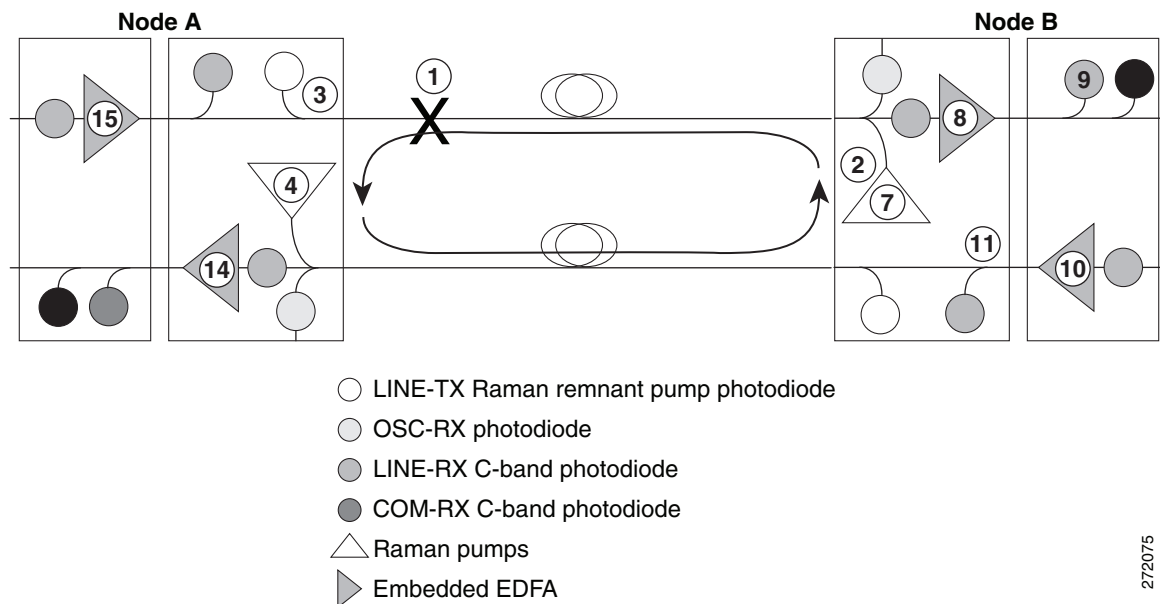 Node A
Node B
1
3
15
4
14
2
7
8
9
11
10
LINE-TX Raman remnant pump photodiode
OSC-RX photodiode
LINE-RX C-band photodiode
COM-RX C-band photodiode
Raman pumps
Embedded EDFA
272075